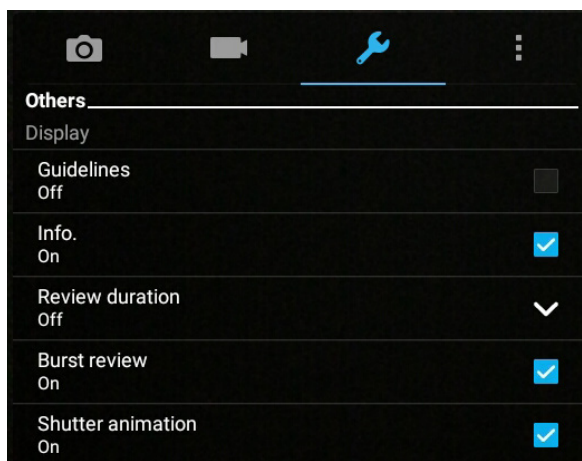 Others
Display
Guidelines
Off
Info.
On
Review duration
Off
Burst review
On
Shutter animation
On